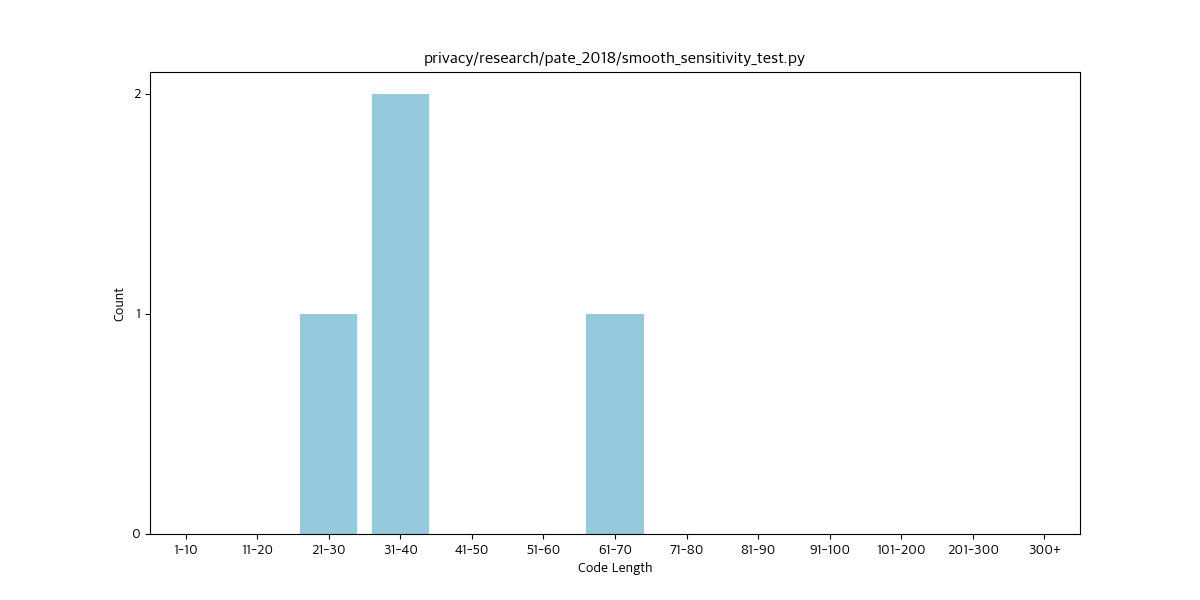 privacy/research/pate_2018/smooth_sensitivity_test.py
Count
2
1
0
1-10 11-20 21-30 31-40 41-50 51-60 61-70 71-80 81-90 91-100 101-200 201-300 300+
Code Length